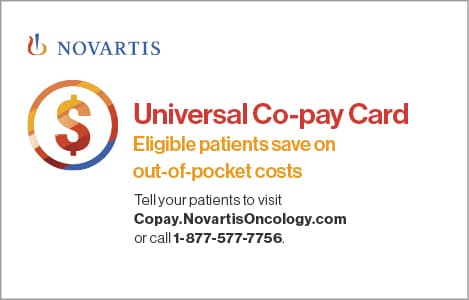 NOVARTIS
Universal Co-pay Card
Eligible patients save on
out-of-pocket costs
Tell your patients to visit
Copay.NovartisOncology.com
or call 1-877-577-7756.